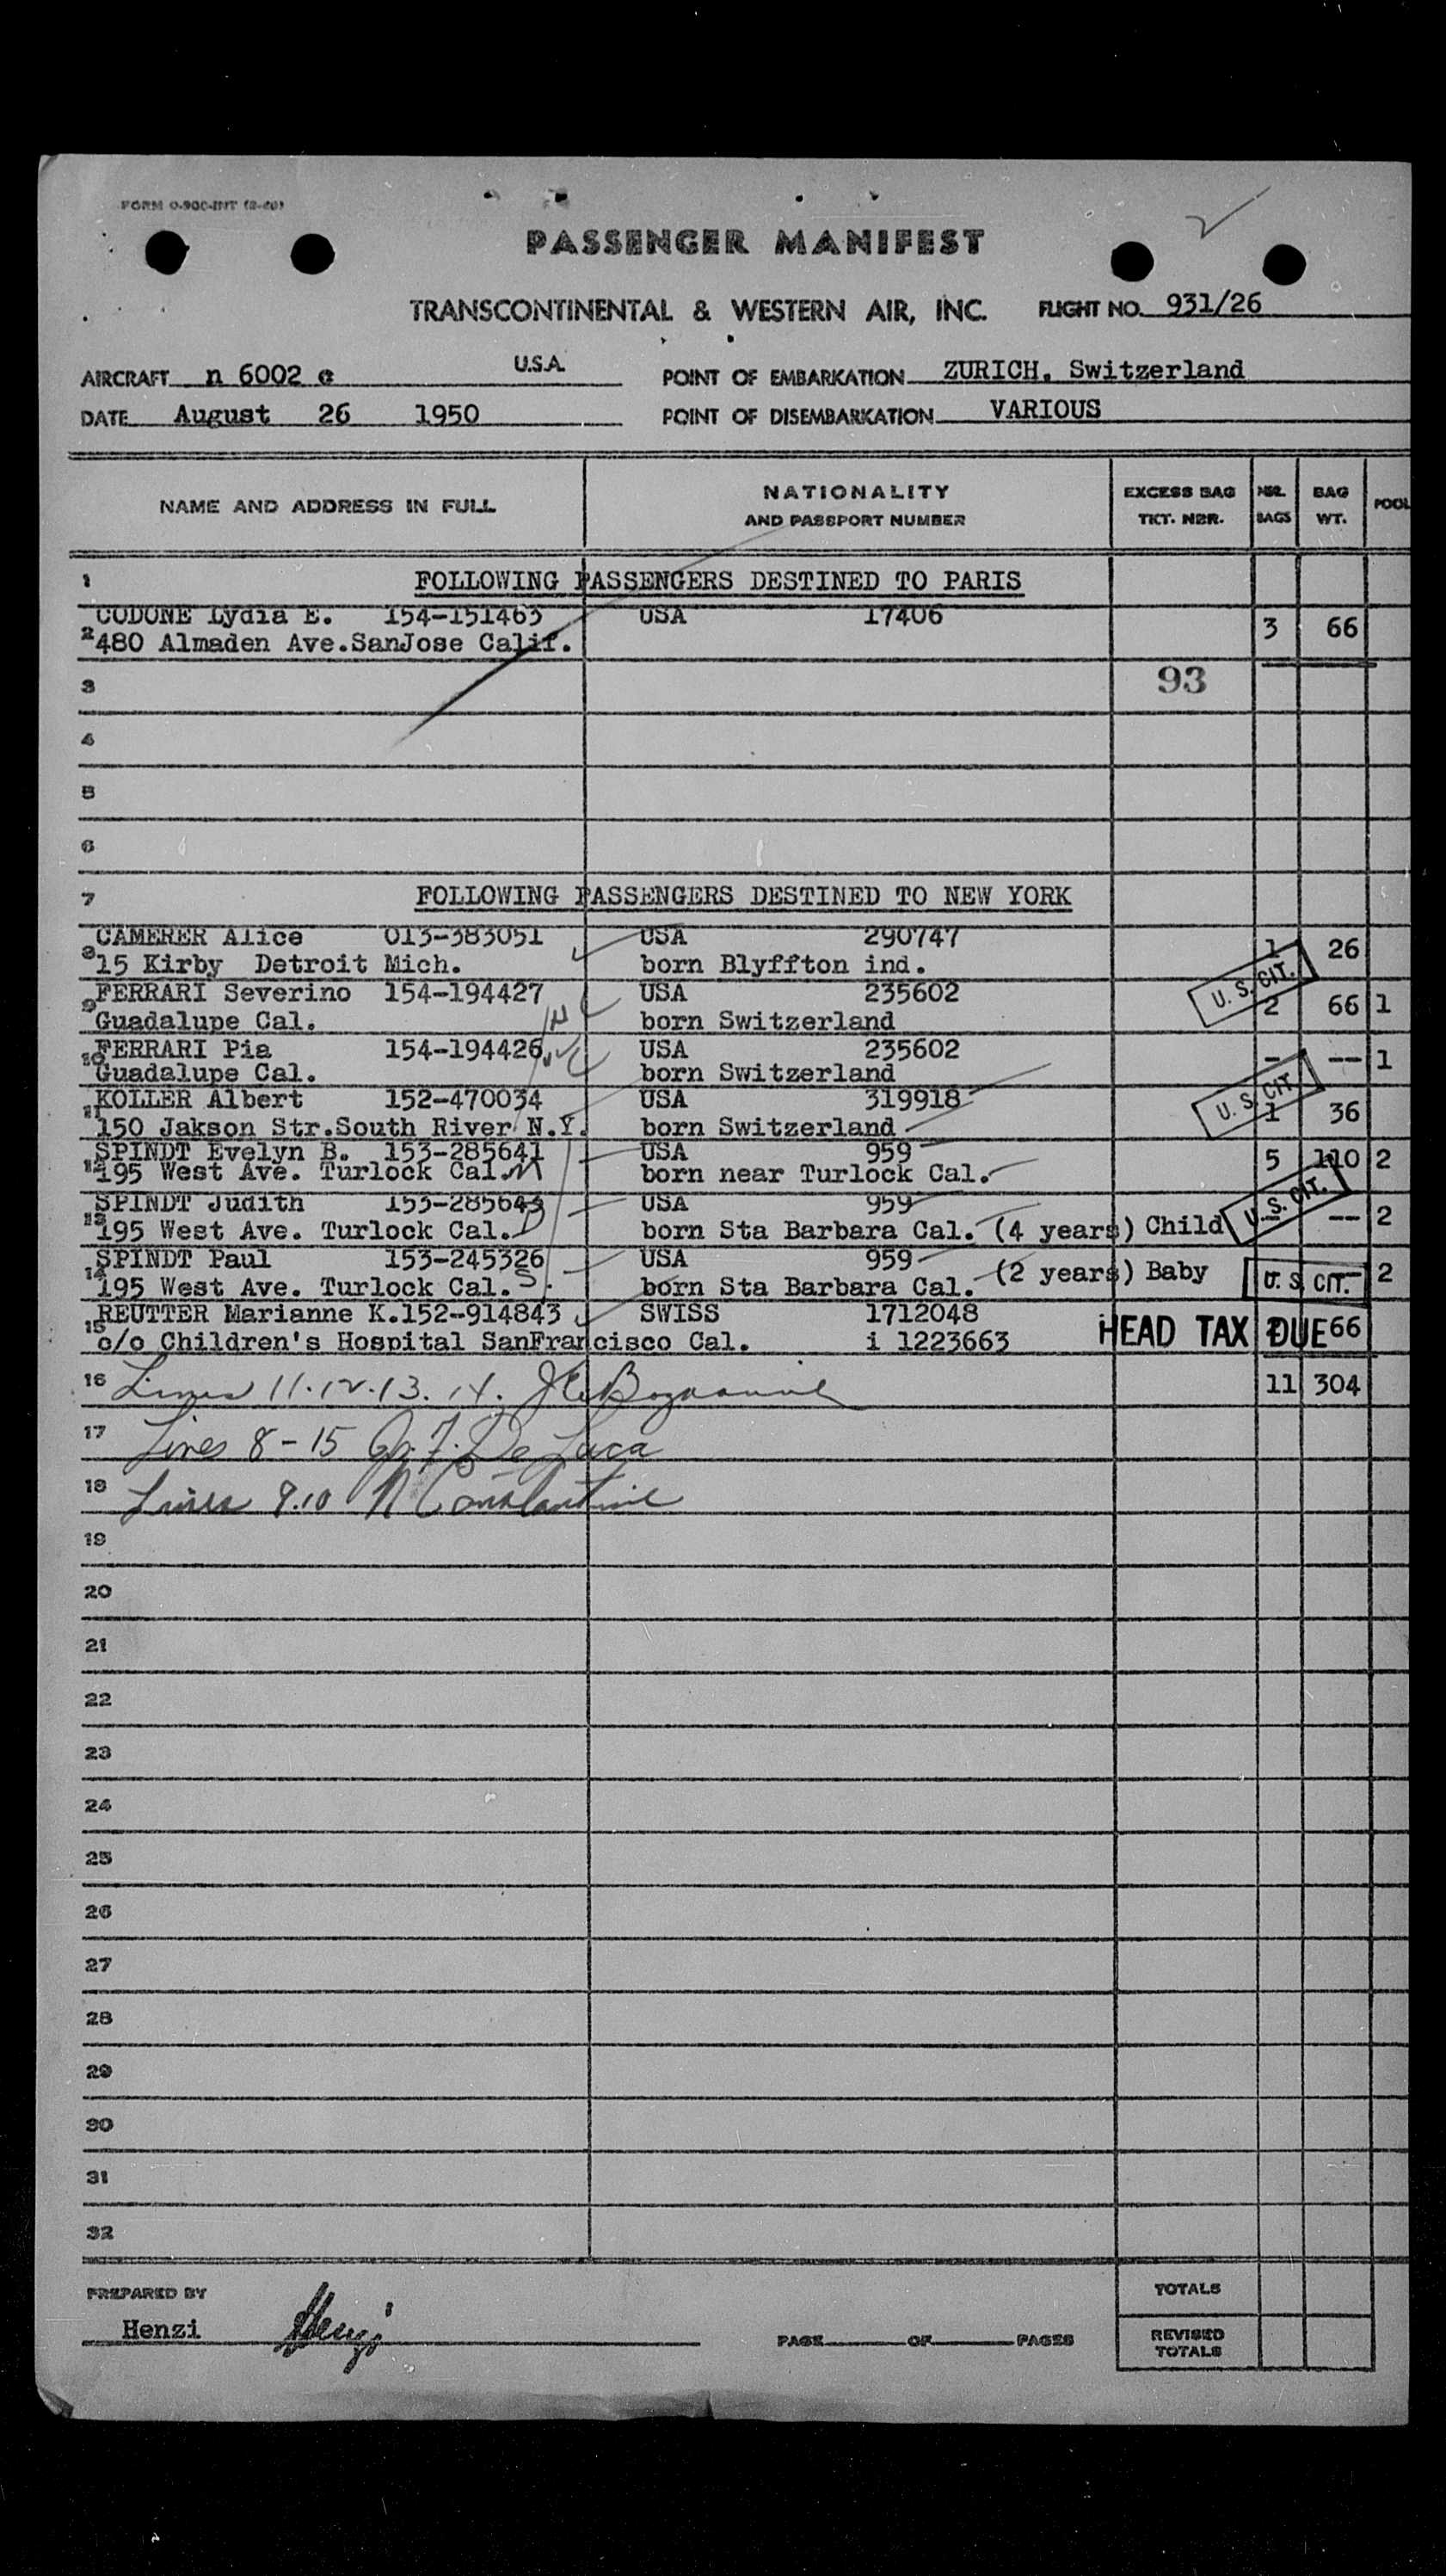 FORM O-900-INT (2-48)
PASSENGER MANIFEST
TRANSCONTINENTAL & WESTERN AIR, INC. FLIGHT NO. 931/26
AIRCRAFT n 6002 c U.S.A. POINT OF EMBARKATION ZURICH, Switzerland
DATE August 26 1950 POINT OF DISEMBARKATION VARIOUS
NAME AND ADDRESS IN FULL NATIONALITY AND PASSPORT NUMBER EXCESS BAG TKT. NBR. NBR. BAGS BAG WT. POOL
1 FOLLOWING PASSENGERS DESTINED TO PARIS
CODONE Lydia E. 154-151463 USA 17406
2 480 Almaden Ave.SanJose Calif. 3 66
3 93
4
5
6
7 FOLLOWING PASSENGERS DESTINED TO NEW YORK
CAMERER Alice 013-383051 USA 290747
8 15 Kirby Detroit Mich. born Blyffton ind. 1 26
U. S. CIT.
FERRARI Severino 154-194427 USA 235602
9 Guadalupe Cal. born Switzerland 2 66 1
FERRARI Pia 154-194426 USA 235602
10 Guadalupe Cal. born Switzerland - -- 1
U. S. CIT.
KOLLER Albert 152-470034 USA 319918
11 150 Jakson Str.South River N.Y. born Switzerland 1 36
SPINDT Evelyn B. 153-285641 USA 959
12 195 West Ave. Turlock Cal. M born near Turlock Cal. 5 110 2
SPINDT Judith 153-285643 USA 959
13 195 West Ave. Turlock Cal. D born Sta Barbara Cal. (4 years) Child - -- 2
U. S. CIT.
SPINDT Paul 153-245326 USA 959
14 195 West Ave. Turlock Cal. S born Sta Barbara Cal. (2 years) Baby 2
U. S. CIT.
REUTTER Marianne K.152-914843 SWISS 1712048
15 c/o Children's Hospital SanFrancisco Cal. i 1223663 66
HEAD TAX DUE
16 Lines 11.12.13.14. 11 304
17 Lines 8-15 De Luca
18 Lines 9.10 N Constantine
19
20
21
22
23
24
25
26
27
28
29
30
31
32
PREPARED BY TOTALS
Henzi Henzi PAGE OF PAGES REVISED TOTALS